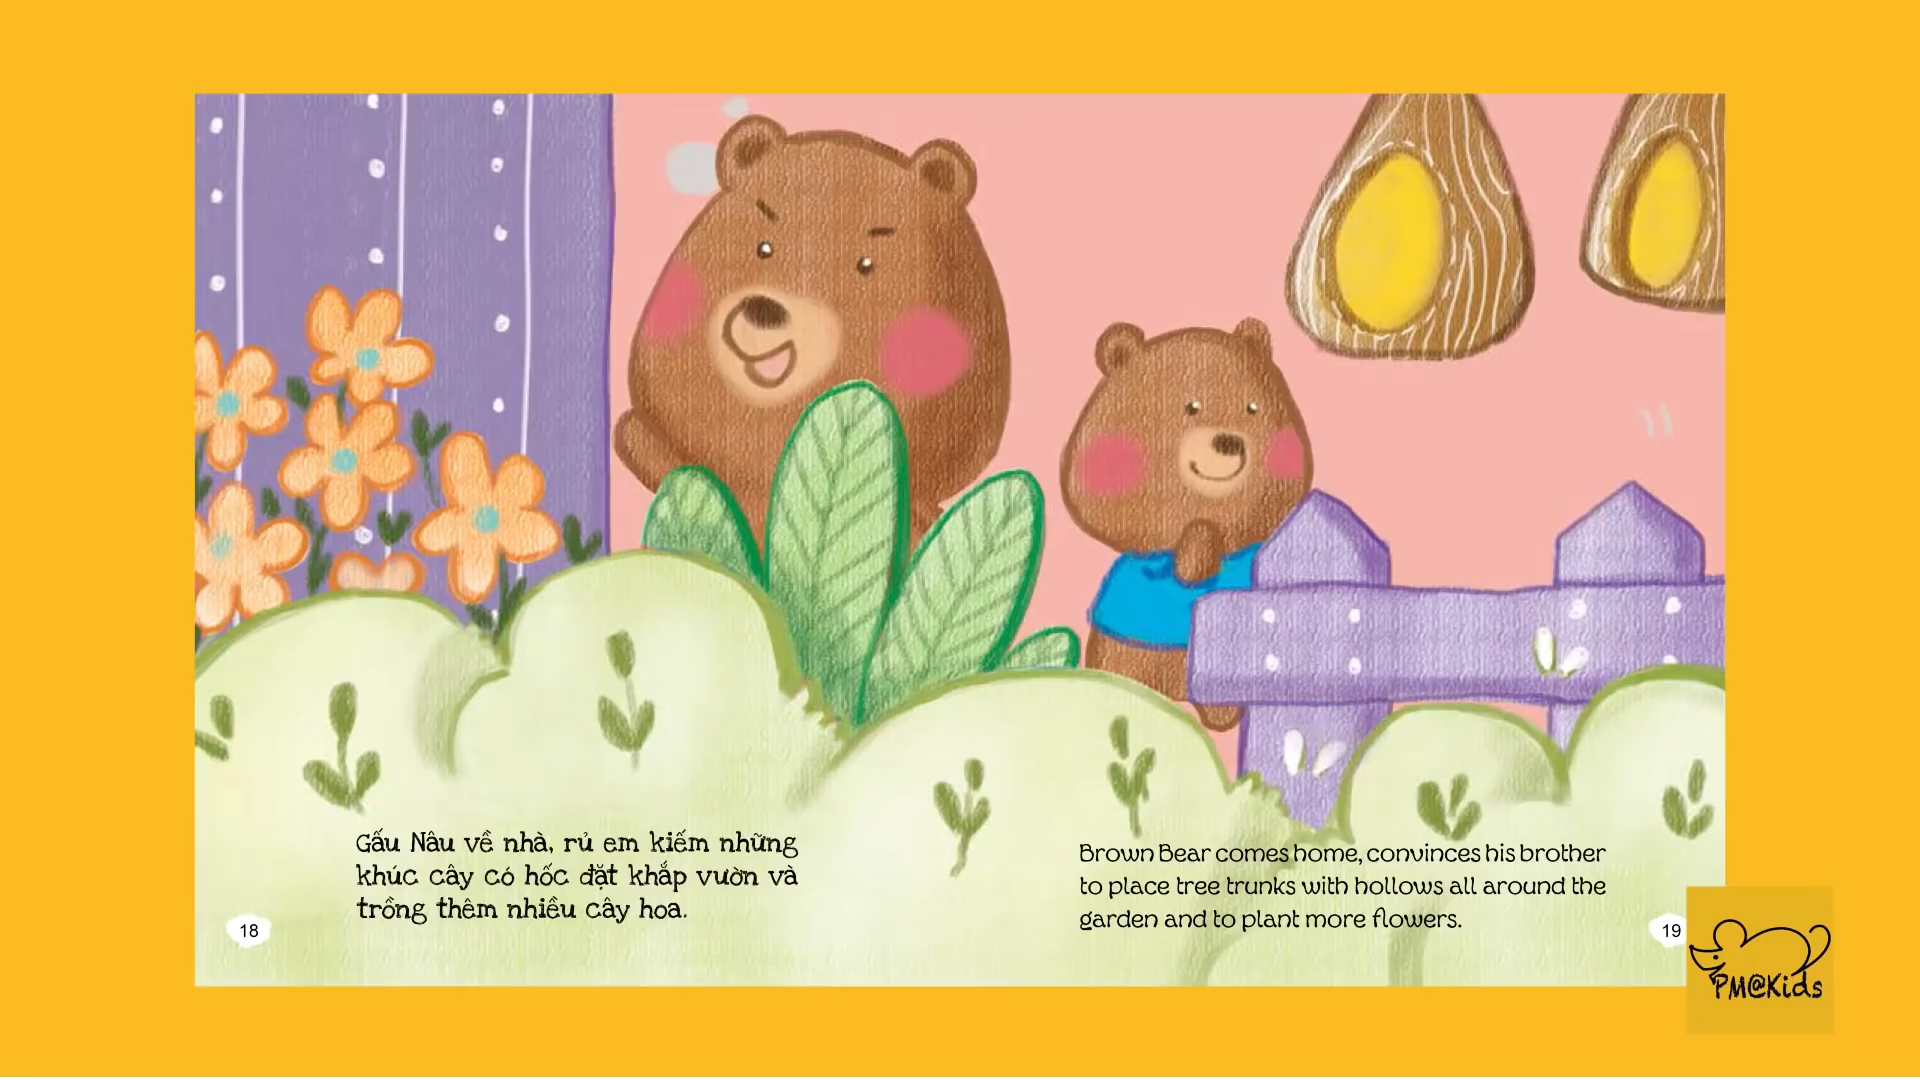 Gấu Nâu về nhà, rủ em kiếm những
khúc cây có hốc đặt khắp vườn và
trồng thêm nhiều cây hoa.
18
Brown Bear comes home, convinces his brother
to place tree trunks with hollows all around the
garden and to plant more flowers.
19
PM@Kids